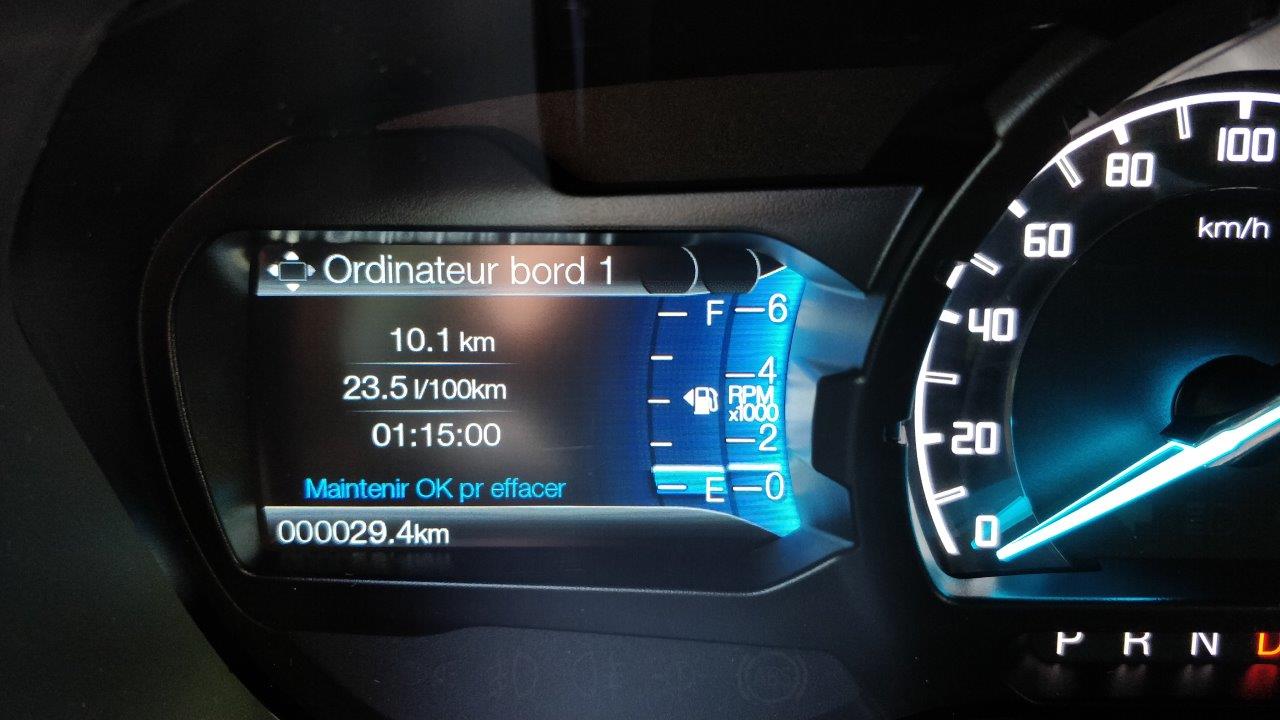 Ordinateur bord 1
10.1 km
23.5 l/100km
01:15:00
Maintenir OK pr effacer
000029.4km
F
E
6
4
RPM
x1000
2
0
100
80
60
40
20
0
km/h
P R N D